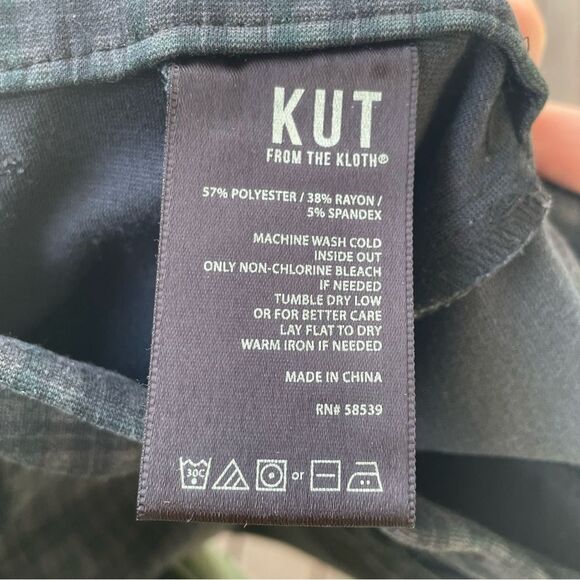 KUT
FROM THE KLOTH®
57% POLYESTER / 38% RAYON /
5% SPANDEX
MACHINE WASH COLD
INSIDE OUT
ONLY NON-CHLORINE BLEACH
IF NEEDED
TUMBLE DRY LOW
OR FOR BETTER CARE
LAY FLAT TO DRY
WARM IRON IF NEEDED
MADE IN CHINA
RN# 58539
30C or